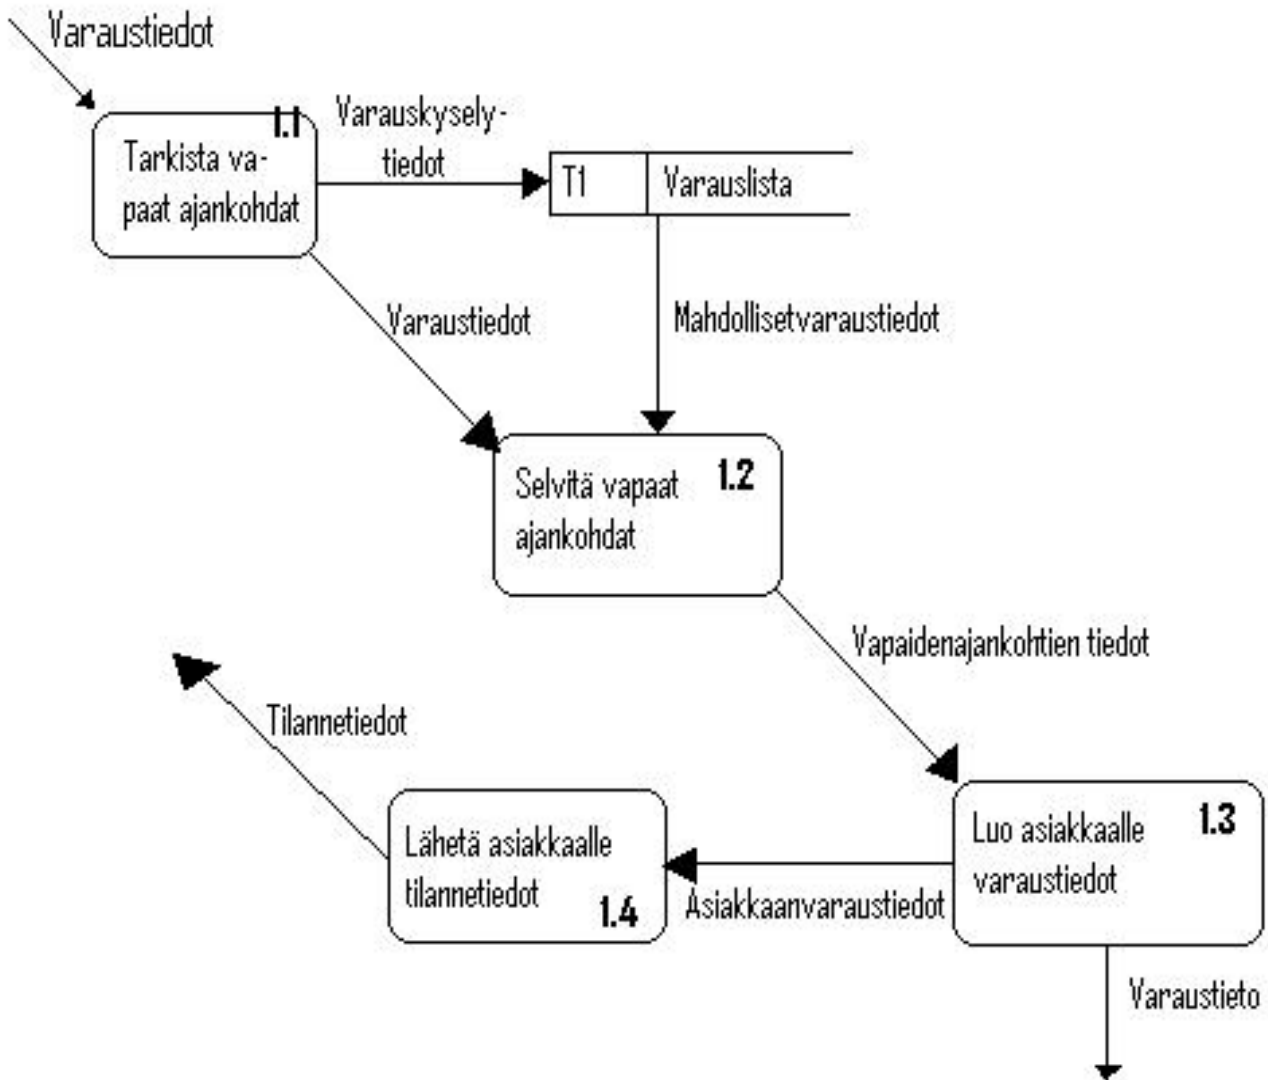 Varaustiedot
1.1
Tarkista va-
paat ajankohdat
Varauskysely-
tiedot
T1
Varauslista
Varaustiedot
Mahdollisetvaraustiedot
Selvitä vapaat
ajankohdat
1.2
Vapaidenajankohtien tiedot
Tilannetiedot
Lähetä asiakkaalle
tilannetiedot
1.4
Asiakkaanvaraustiedot
Luo asiakkaalle
varaustiedot
1.3
Varaustieto